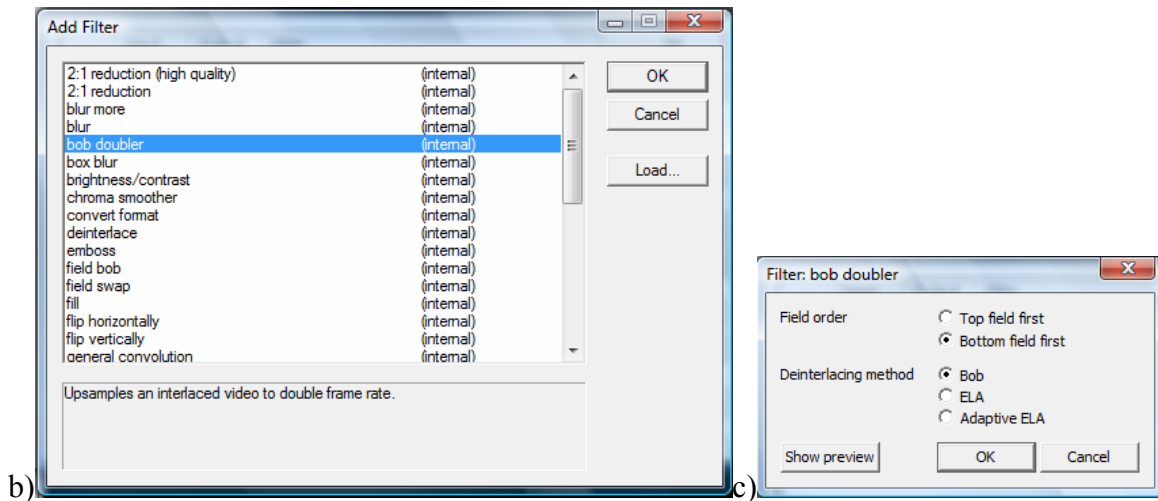 Add Filter
2:1 reduction (high quality) (internal)
2:1 reduction (internal)
blur more (internal)
blur (internal)
bob doubler (internal)
box blur (internal)
brightness/contrast (internal)
chroma smoother (internal)
convert format (internal)
deinterlace (internal)
emboss (internal)
field bob (internal)
field swap (internal)
fill (internal)
flip horizontally (internal)
flip vertically (internal)
general convolution (internal)
OK
Cancel
Load...
Upsamples an interlaced video to double frame rate.
b)
Filter: bob doubler
Field order
Top field first
Bottom field first
Deinterlacing method
Bob
ELA
Adaptive ELA
Show preview OK Cancel
c)